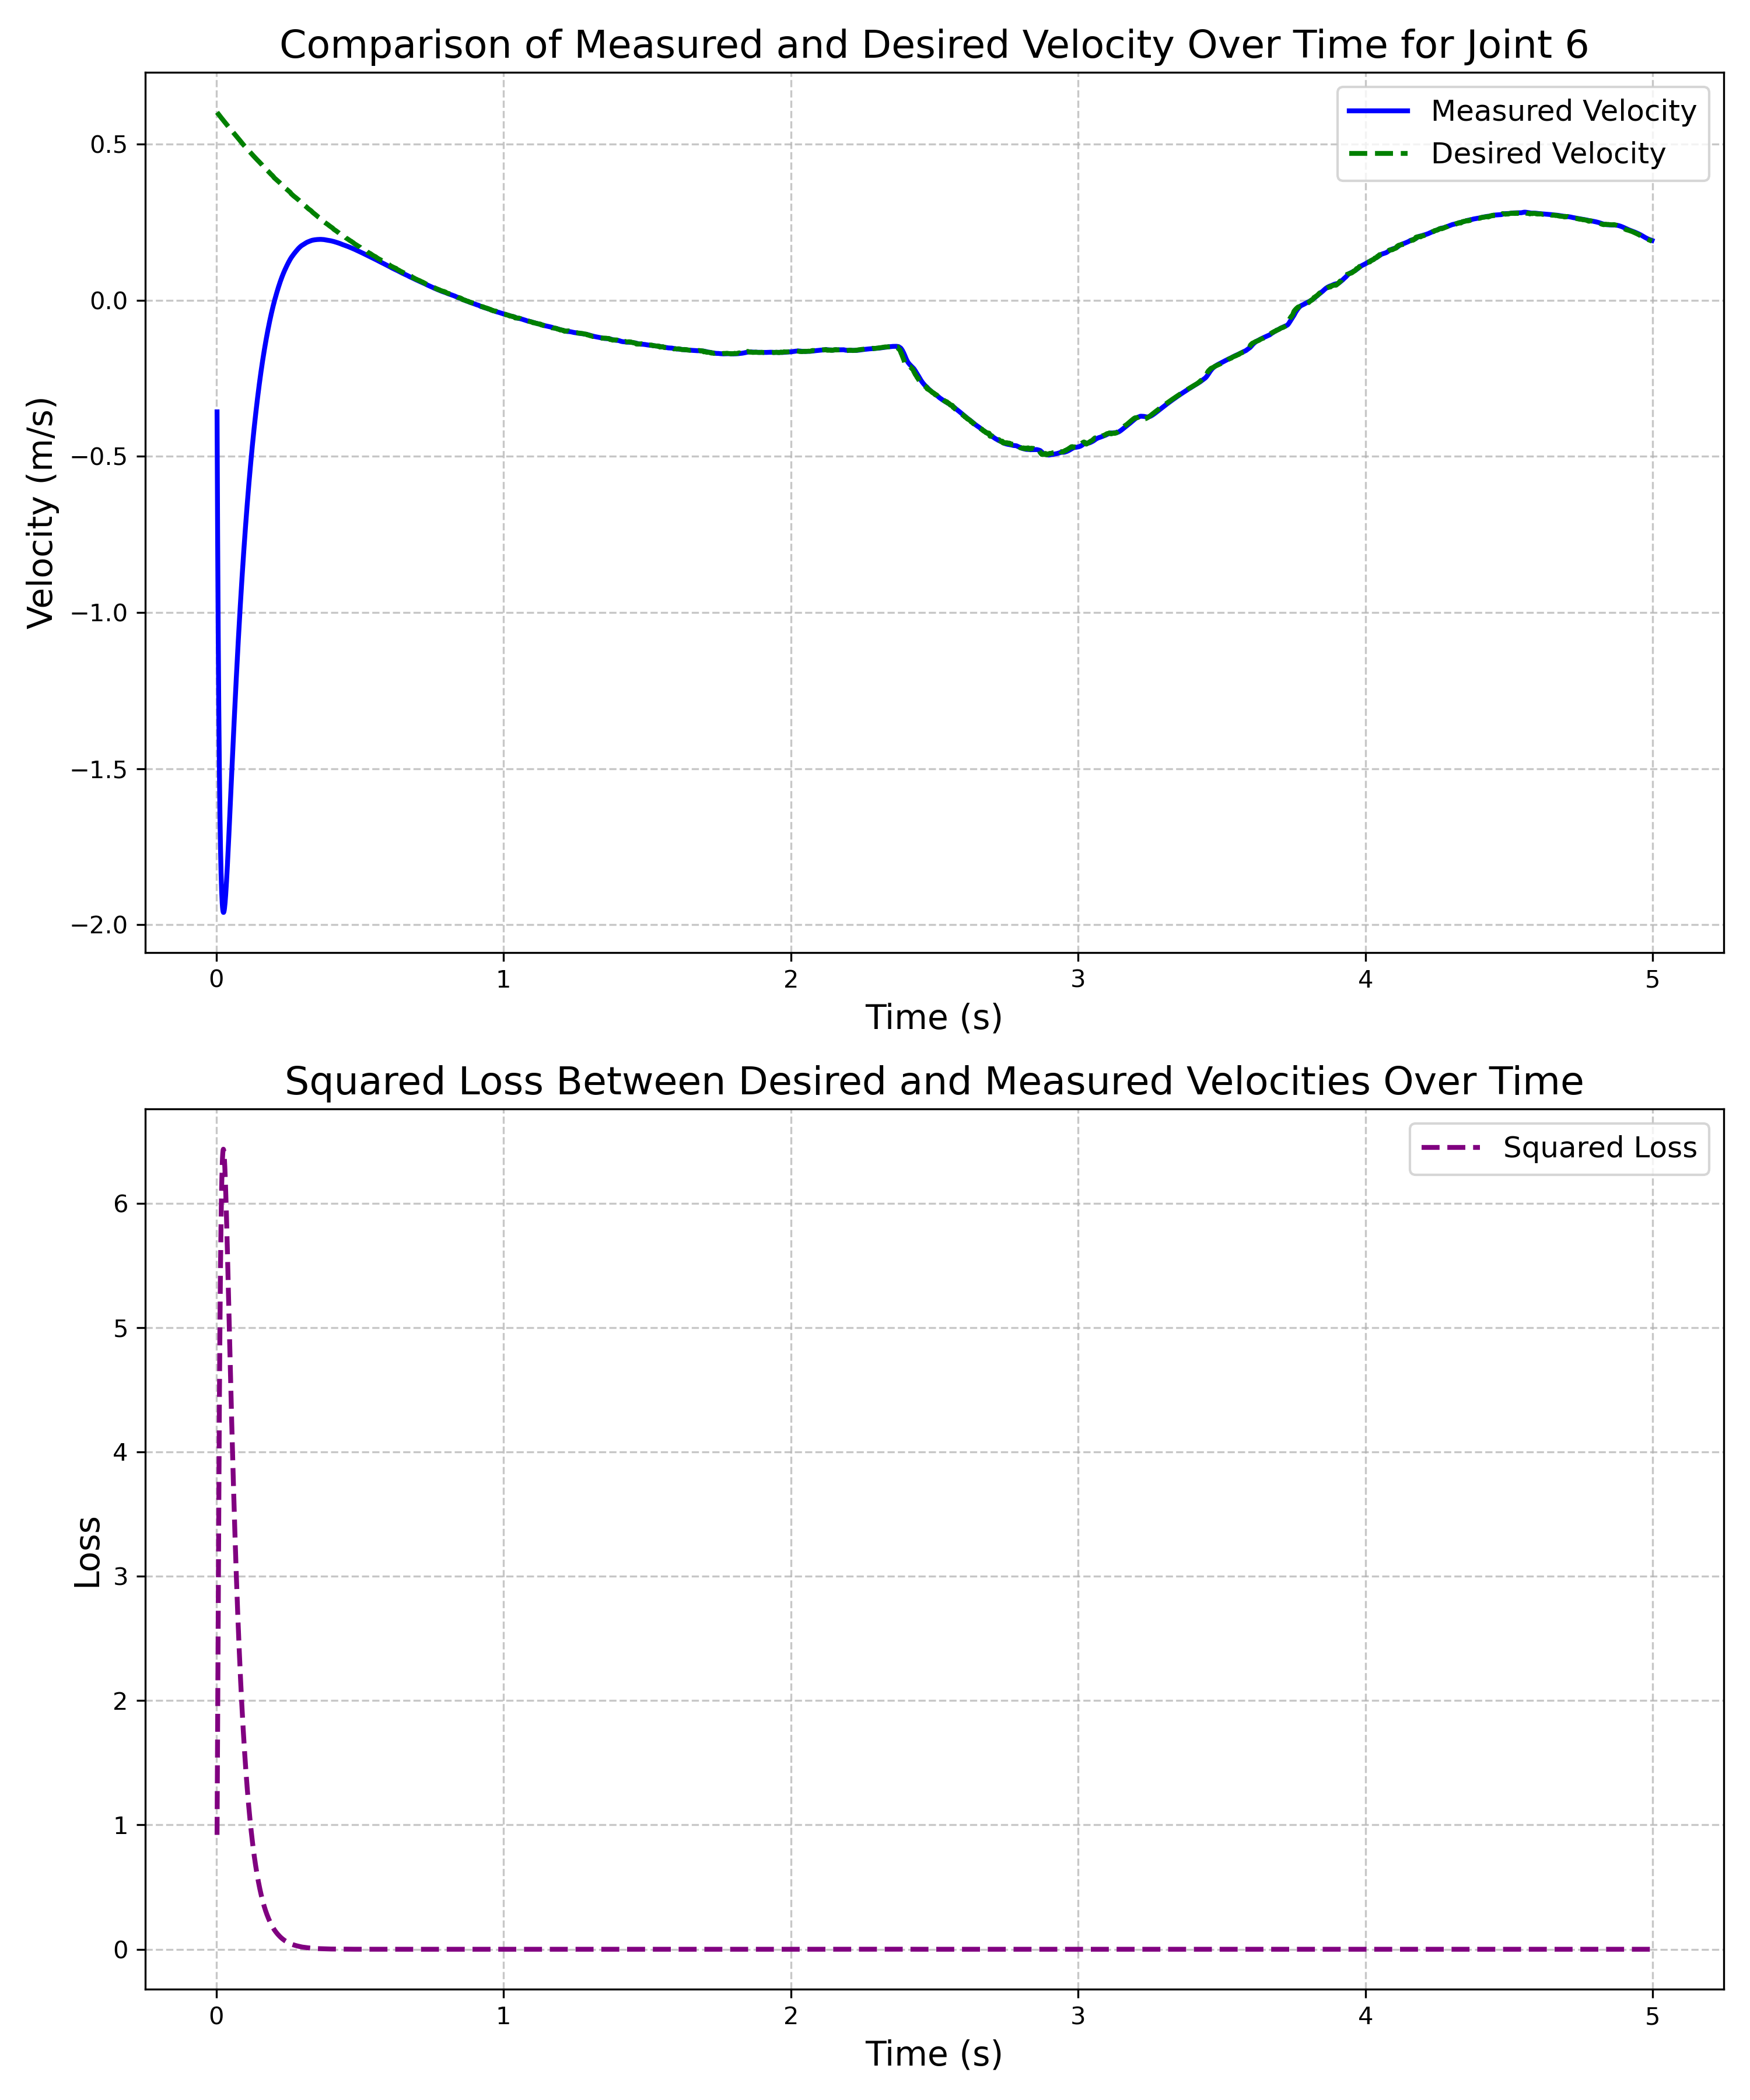 Comparison of Measured and Desired Velocity Over Time for Joint 6
Measured Velocity
Desired Velocity
Velocity (m/s)
0.5
0.0
−0.5
−1.0
−1.5
−2.0
0 1 2 3 4 5
Time (s)
Squared Loss Between Desired and Measured Velocities Over Time
Squared Loss
Loss
6
5
4
3
2
1
0
0 1 2 3 4 5
Time (s)